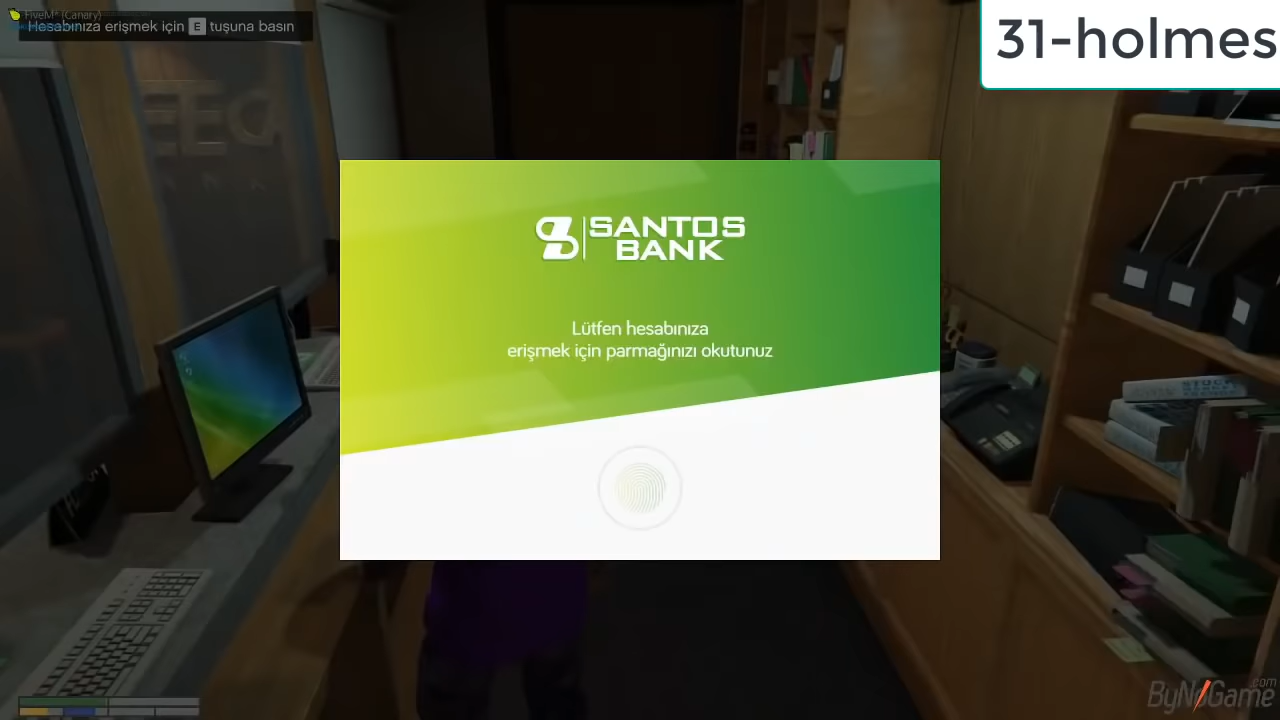 FiveM* (Canary)
Hesabınıza erişmek için E tuşuna basın
31-holmes
SANTOS
BANK
Lütfen hesabınıza
erişmek için parmağınızı okutunuz
ByNoGame.com